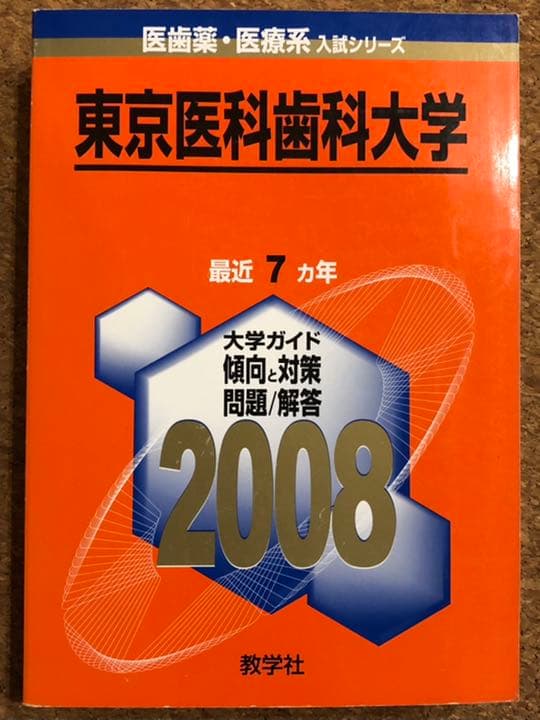 医歯薬・医療系 入試シリーズ
東京医科歯科大学
最近 7 ヵ年
大学ガイド
傾向と対策
問題/解答
2008
教学社